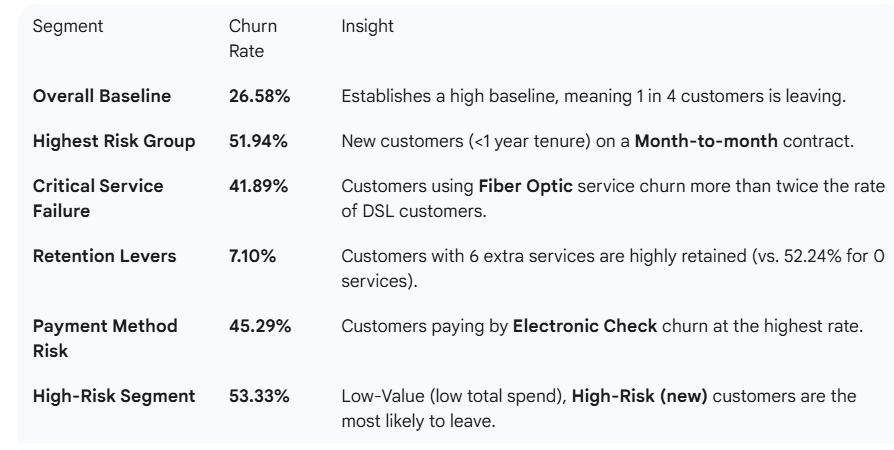 Segment Churn Rate Insight
Overall Baseline 26.58% Establishes a high baseline, meaning 1 in 4 customers is leaving.
Highest Risk Group 51.94% New customers (<1 year tenure) on a Month-to-month contract.
Critical Service Failure 41.89% Customers using Fiber Optic service churn more than twice the rate of DSL customers.
Retention Levers 7.10% Customers with 6 extra services are highly retained (vs. 52.24% for 0 services).
Payment Method Risk 45.29% Customers paying by Electronic Check churn at the highest rate.
High-Risk Segment 53.33% Low-Value (low total spend), High-Risk (new) customers are the most likely to leave.